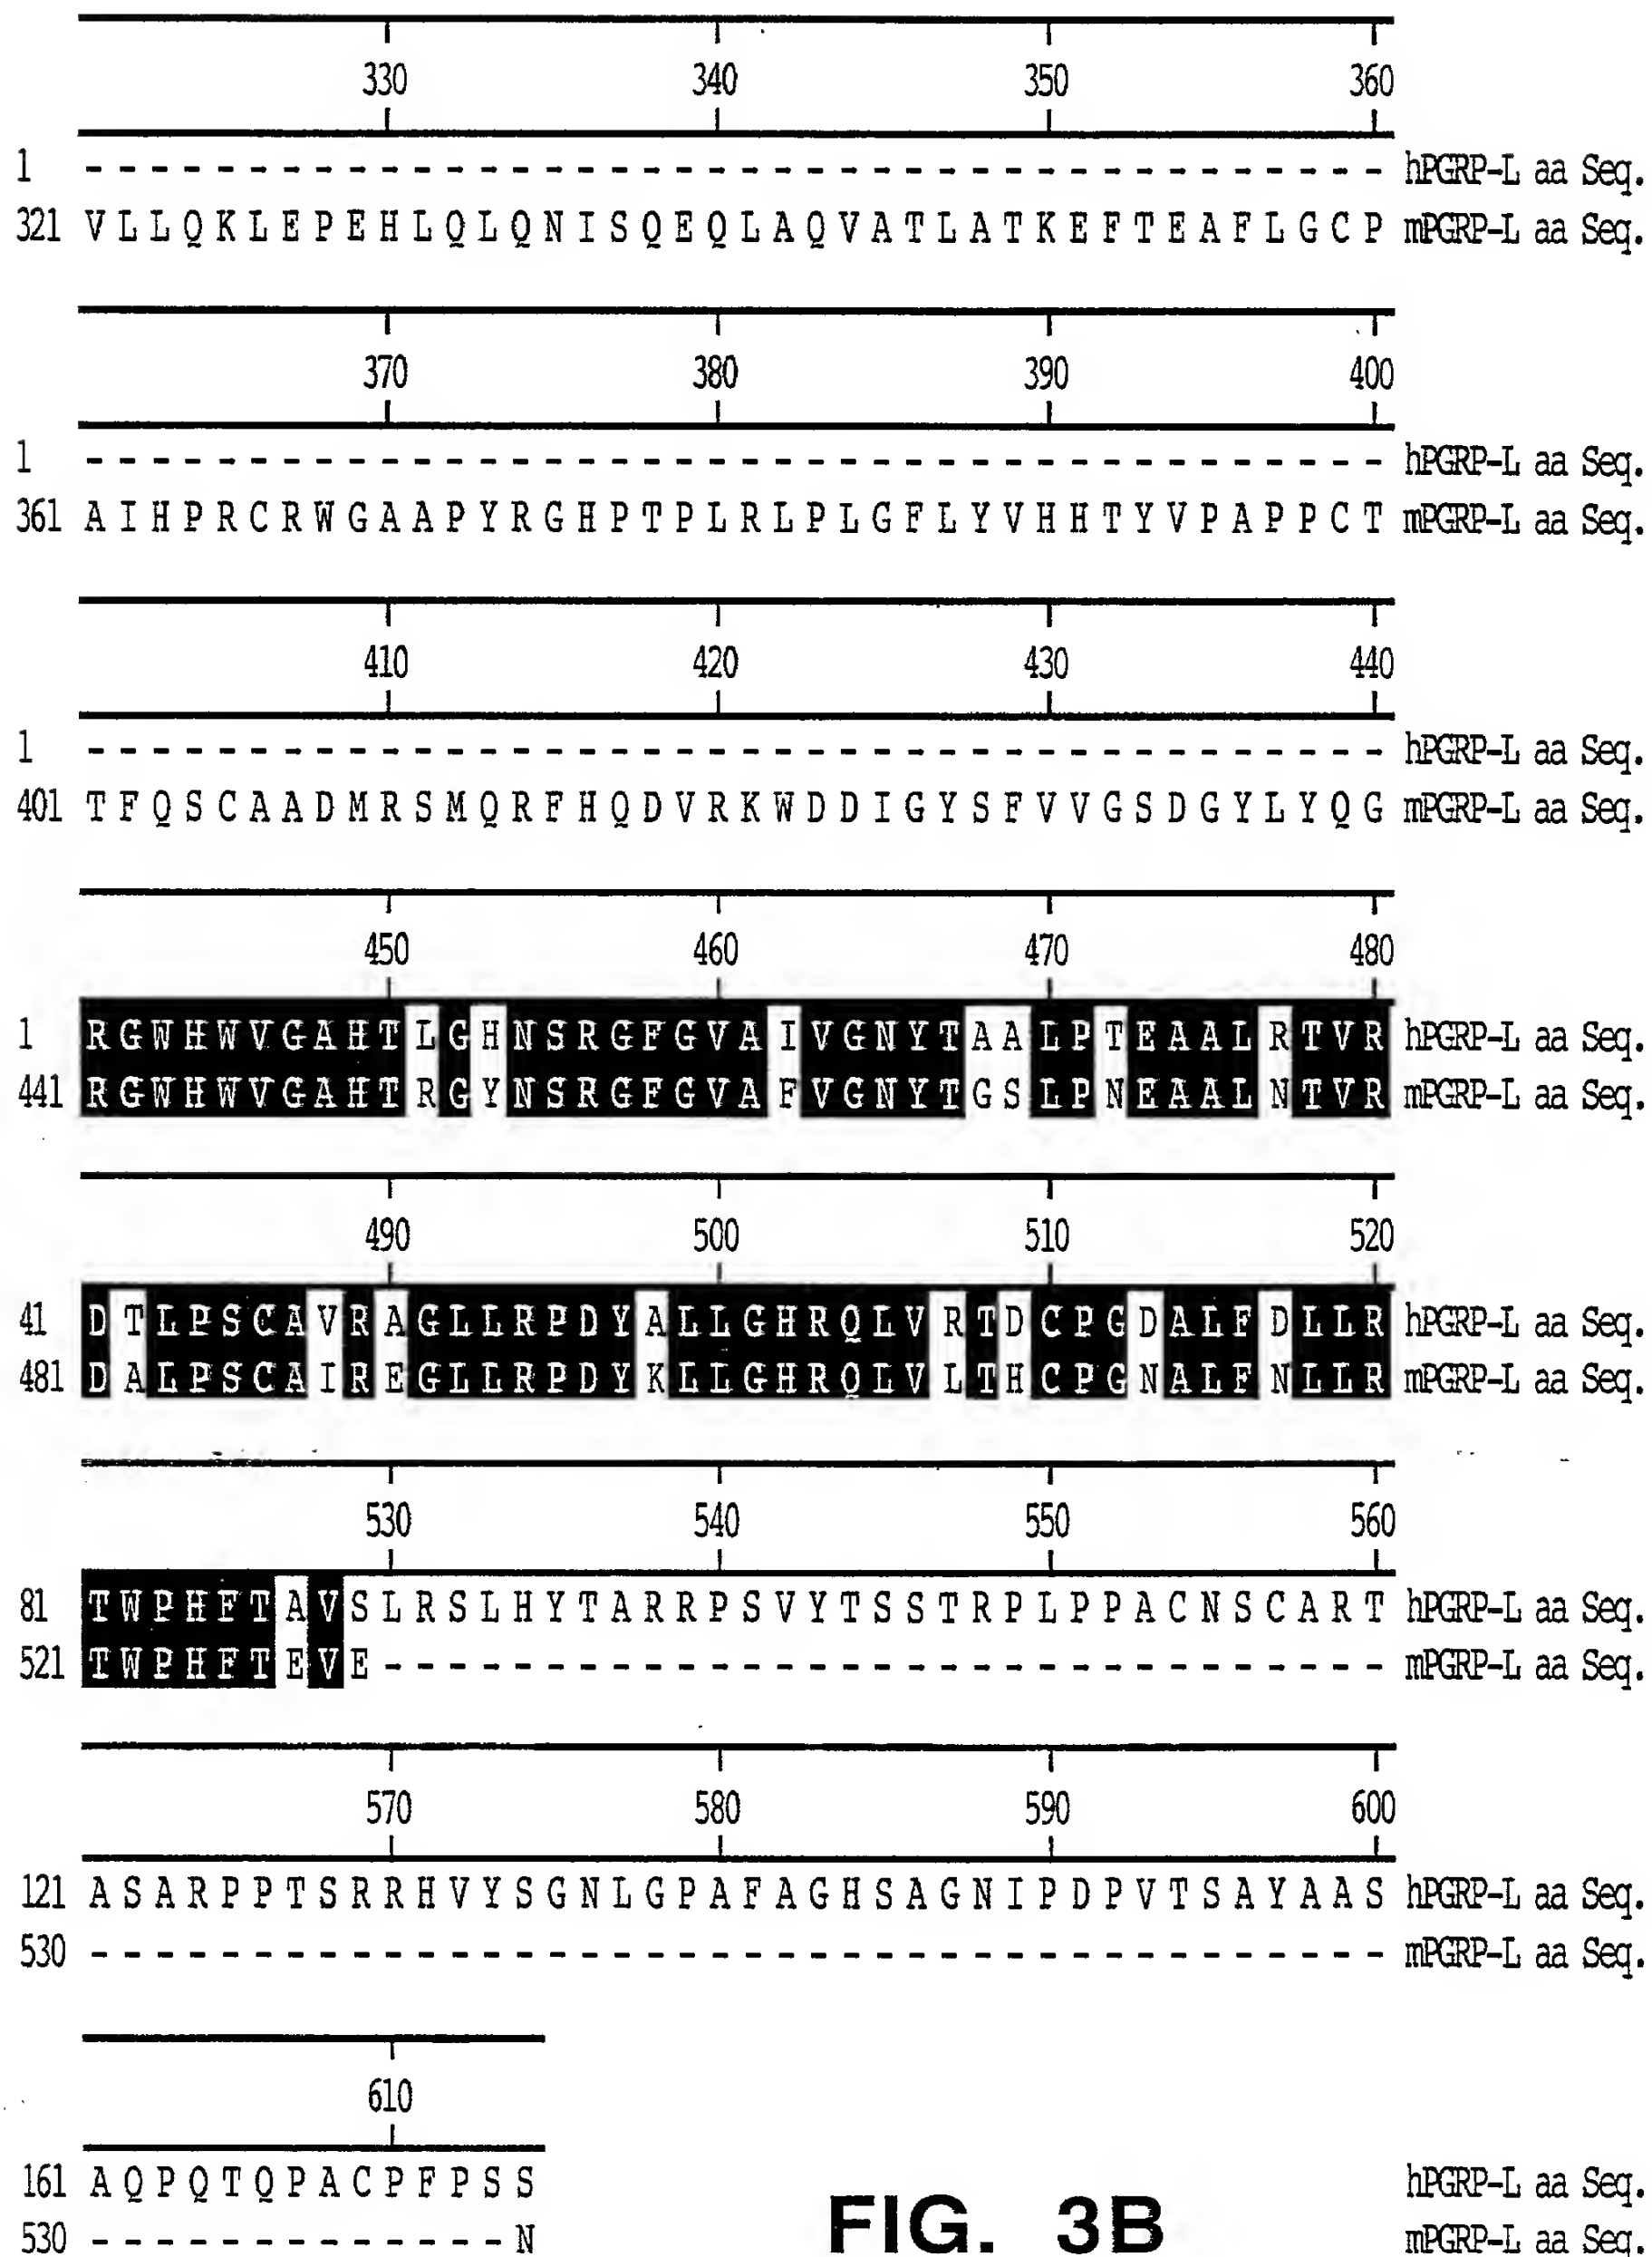 330 340 350 360
1 - - - - - - - - - - - - - - - - - - - - - - - - - - - - - - - - - - - - - - - - hPGRP-L aa Seq.
321 V L L Q K L E P E H L Q L Q N I S Q E Q L A Q V A T L A T K E F T E A F L G C P mPGRP-L aa Seq.
370 380 390 400
1 - - - - - - - - - - - - - - - - - - - - - - - - - - - - - - - - - - - - - - - - hPGRP-L aa Seq.
361 A I H P R C R W G A A P Y R G H P T P L R L P L G F L Y V H H T Y V P A P P C T mPGRP-L aa Seq.
410 420 430 440
1 - - - - - - - - - - - - - - - - - - - - - - - - - - - - - - - - - - - - - - - - hPGRP-L aa Seq.
401 T F Q S C A A D M R S M Q R F H Q D V R K W D D I G Y S F V V G S D G Y L Y Q G mPGRP-L aa Seq.
450 460 470 480
1 R G W H W V G A H T L G H N S R G F G V A I V G N Y T A A L P T E A A L R T V R hPGRP-L aa Seq.
441 R G W H W V G A H T R G Y N S R G F G V A F V G N Y T G S L P N E A A L N T V R mPGRP-L aa Seq.
490 500 510 520
41 D T L P S C A V R A G L L R P D Y A L L G H R Q L V R T D C P G D A L F D L L R hPGRP-L aa Seq.
481 D A L P S C A I R E G L L R P D Y K L L G H R Q L V L T H C P G N A L F N L L R mPGRP-L aa Seq.
530 540 550 560
81 T W P H F T A V S L R S L H Y T A R R P S V Y T S S T R P L P P A C N S C A R T hPGRP-L aa Seq.
521 T W P H F T E V E - - - - - - - - - - - - - - - - - - - - - - - - - - - - - - - mPGRP-L aa Seq.
570 580 590 600
121 A S A R P P T S R R H V Y S G N L G P A F A G H S A G N I P D P V T S A Y A A S hPGRP-L aa Seq.
530 - - - - - - - - - - - - - - - - - - - - - - - - - - - - - - - - - - - - - - - - mPGRP-L aa Seq.
610
161 A Q P Q T Q P A C P F P S S hPGRP-L aa Seq.
530 - - - - - - - - - - - - - N mPGRP-L aa Seq.
FIG. 3B